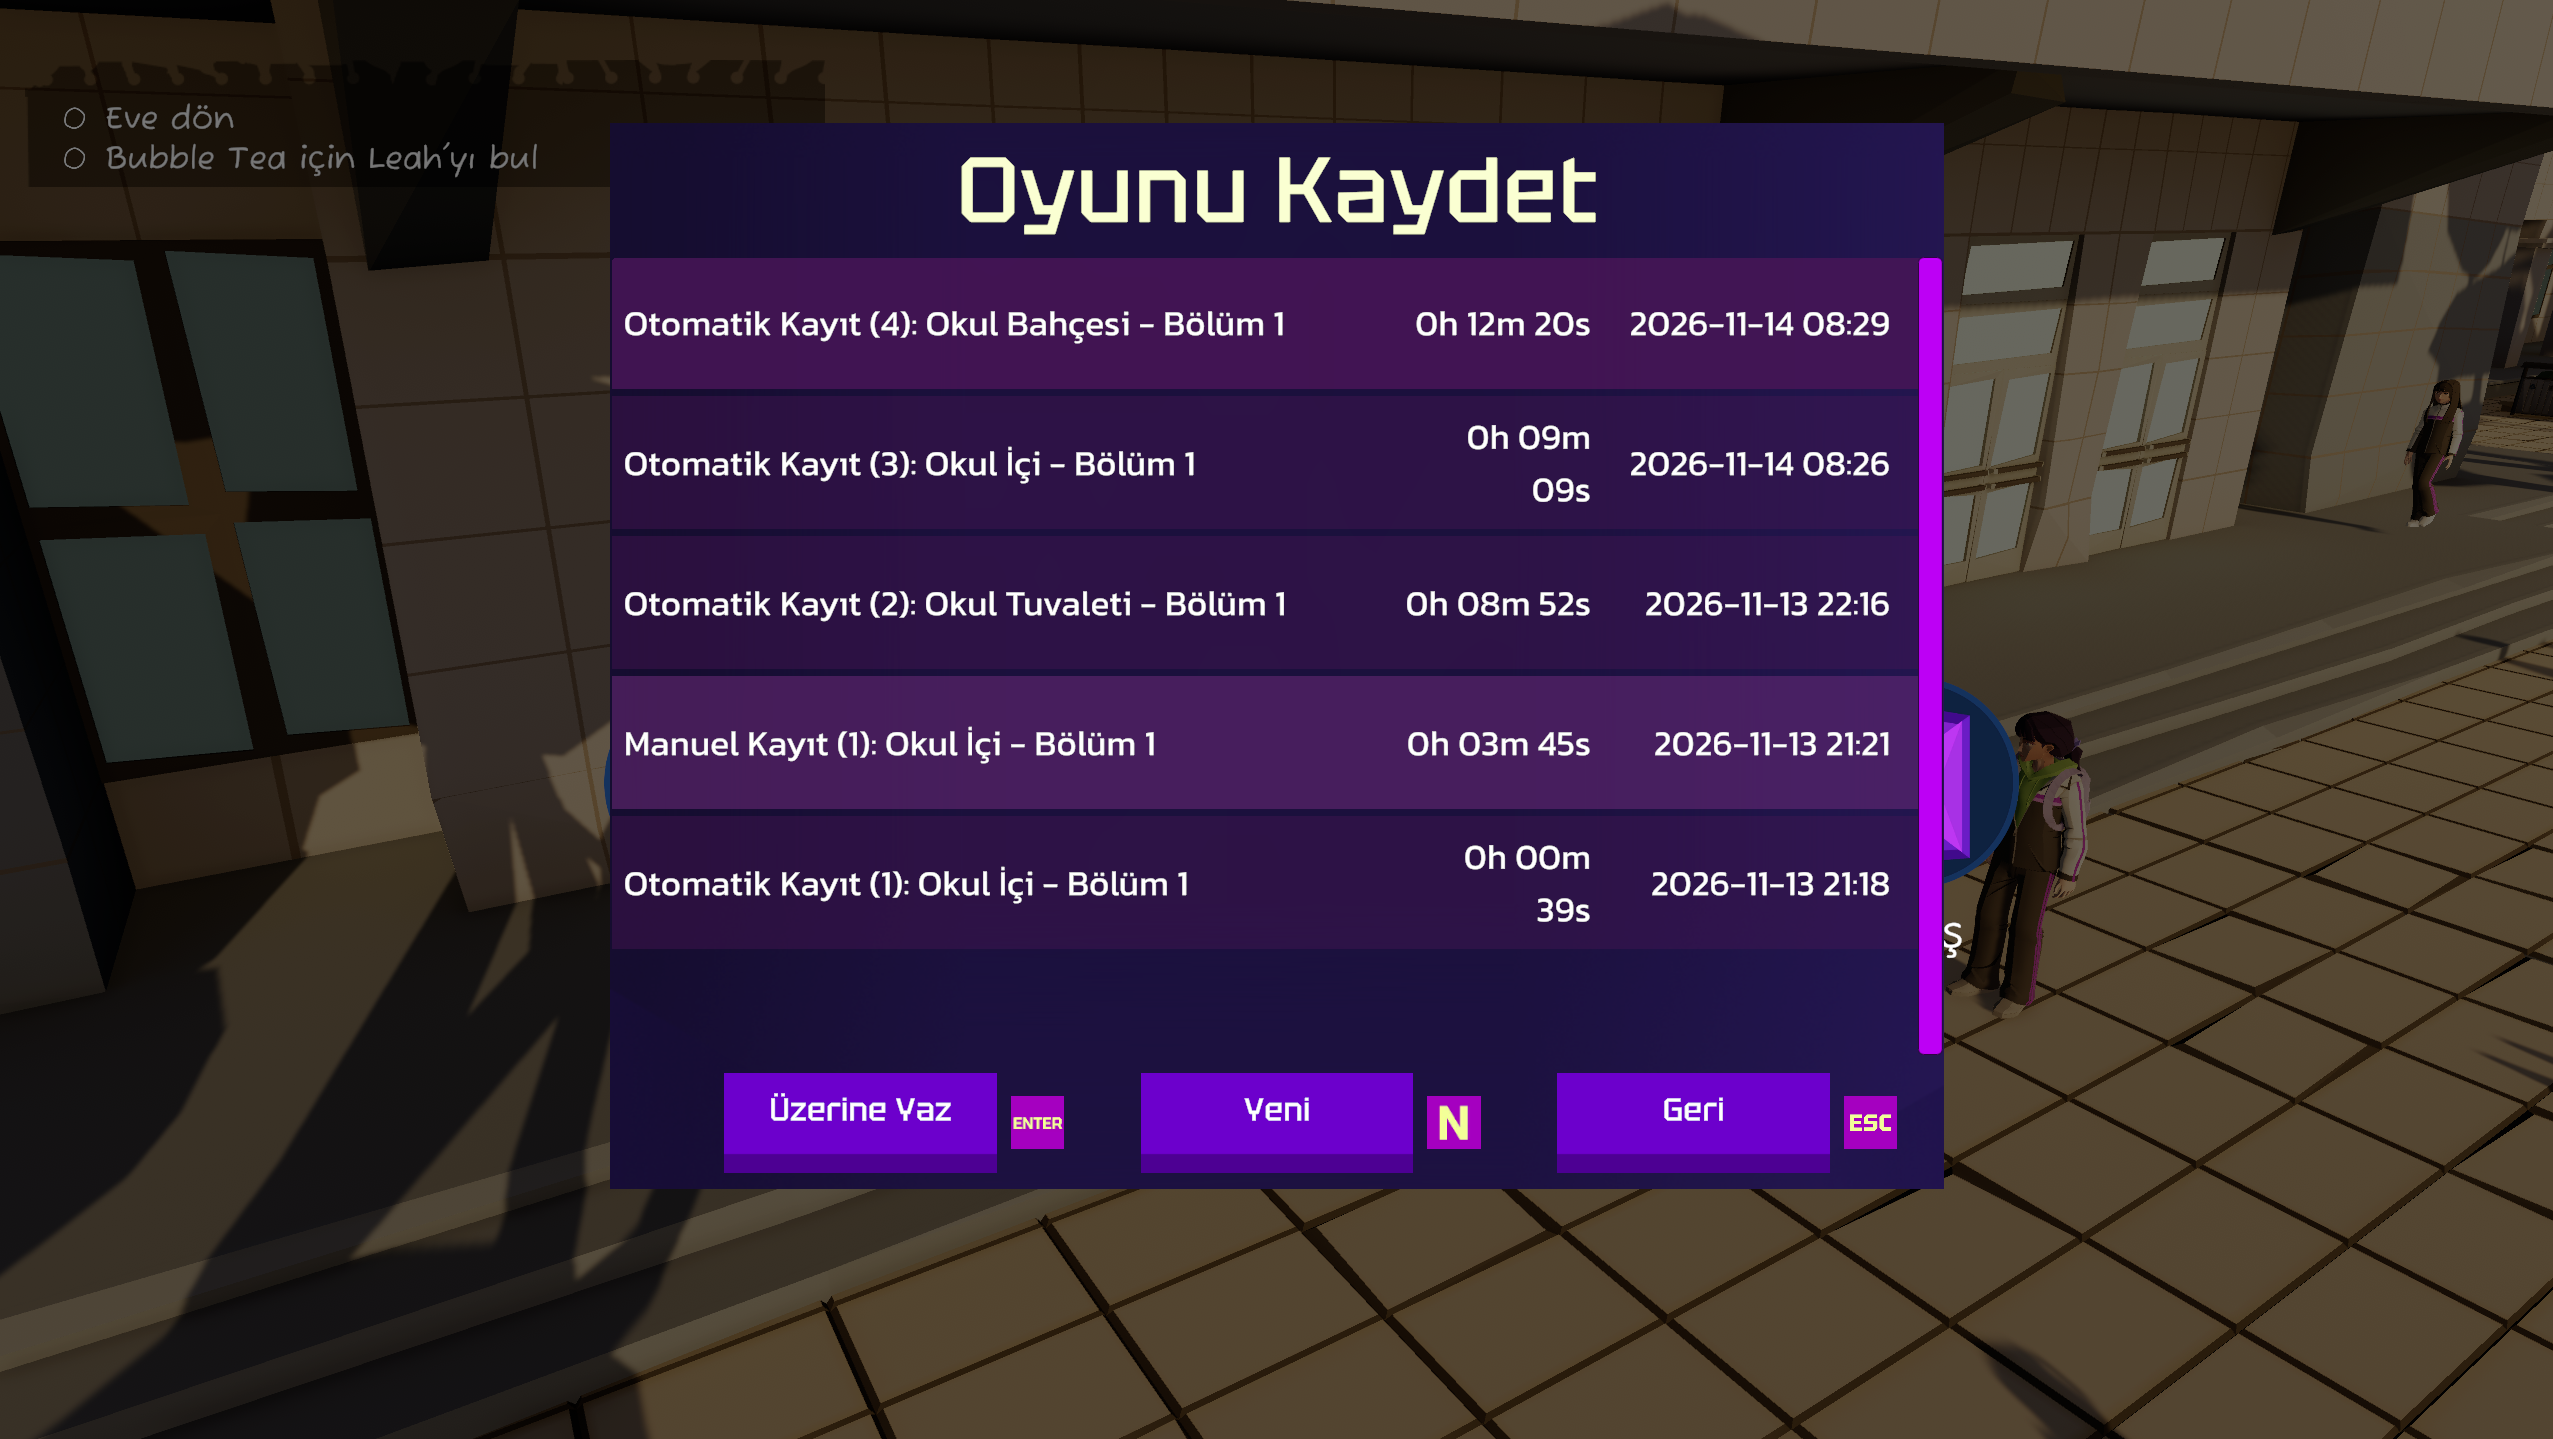 Eve dön
Bubble Tea için Leah'yı bul
Oyunu Kaydet
Otomatik Kayıt (4): Okul Bahçesi - Bölüm 1 0h 12m 20s 2026-11-14 08:29
Otomatik Kayıt (3): Okul İçi - Bölüm 1 0h 09m 09s 2026-11-14 08:26
Otomatik Kayıt (2): Okul Tuvaleti - Bölüm 1 0h 08m 52s 2026-11-13 22:16
Manuel Kayıt (1): Okul İçi - Bölüm 1 0h 03m 45s 2026-11-13 21:21
Otomatik Kayıt (1): Okul İçi - Bölüm 1 0h 00m 39s 2026-11-13 21:18
Ş
Üzerine Yaz ENTER Yeni N Geri ESC